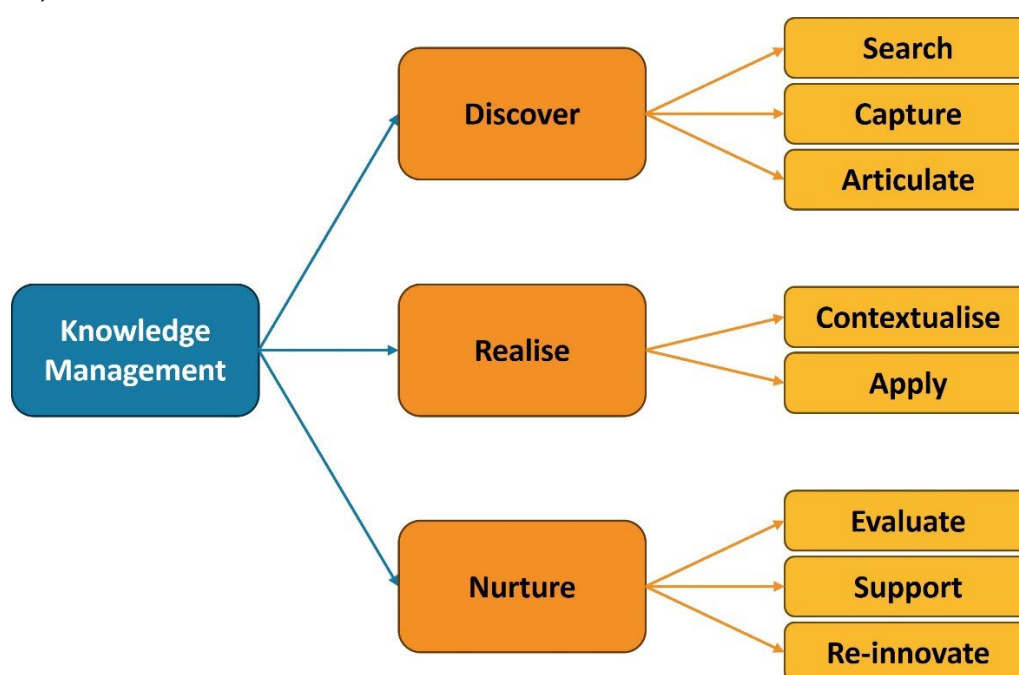 Knowledge
Management
Discover
Search
Capture
Articulate
Realise
Contextualise
Apply
Nurture
Evaluate
Support
Re-innovate